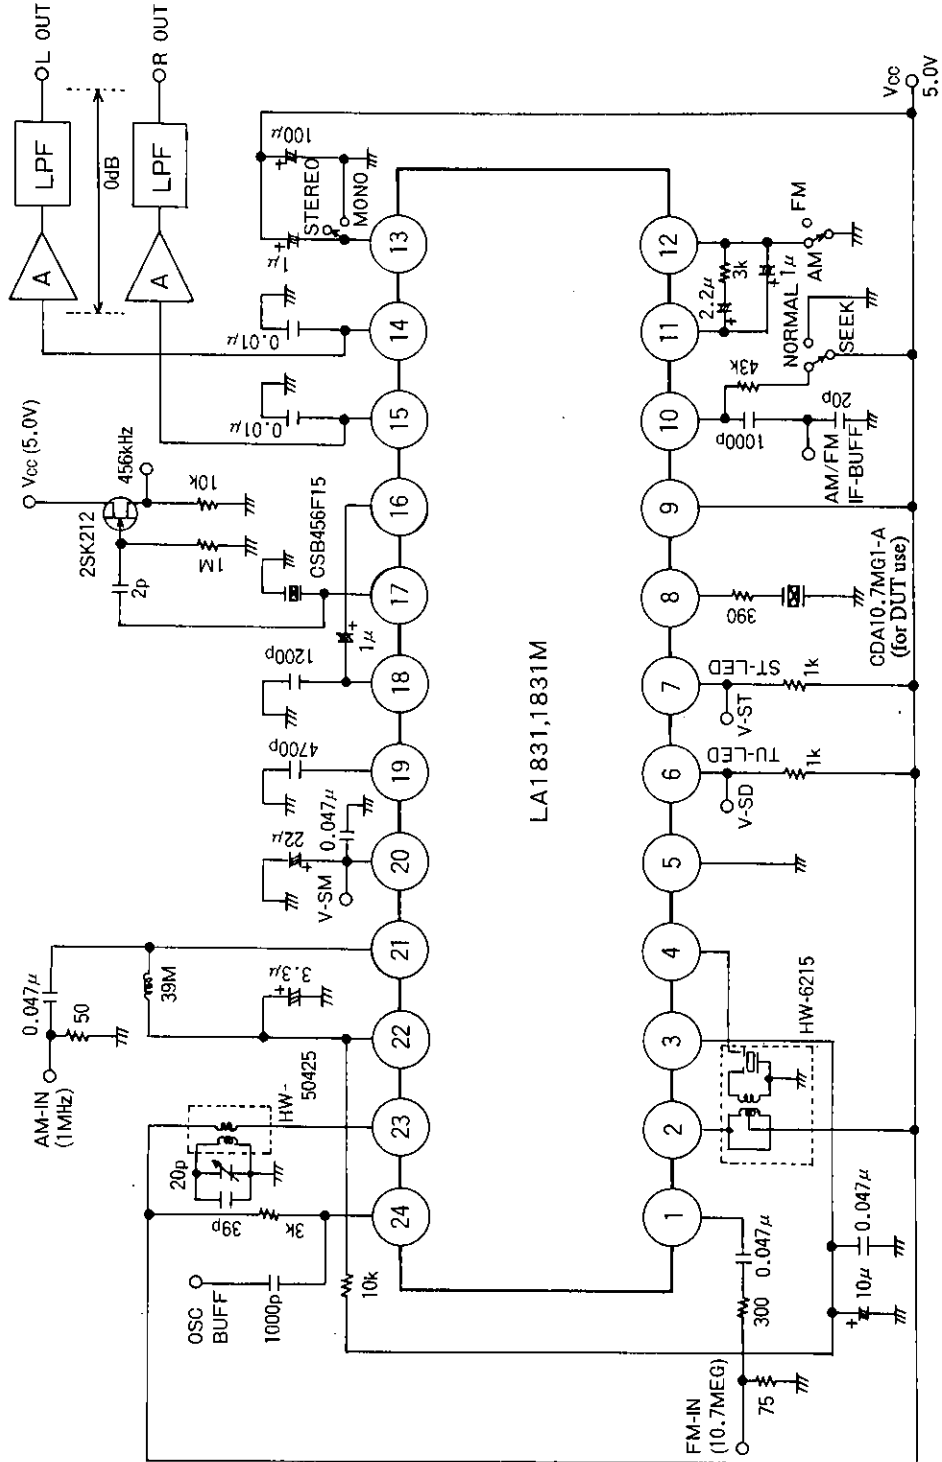 L OUT
R OUT
LPF
LPF
0dB
A
A
Vcc (5.0V)
456kHz
2SK212
10k
1M
2p
CSB456F15
0.01μ
0.01μ
1μ
100μ
STEREO
MONO
1200p
1μ
4700p
22μ
0.047μ
V-SM
AM-IN
(1MHz)
0.047μ
50
39M
3.3μ
HW-
50425
20p
39p
3k
OSC
BUFF
1000p
10k
24
23
22
21
20
19
18
17
16
15
14
13
LA1831,1831M
1
2
3
4
5
6
7
8
9
10
11
12
FM-IN
(10.7MEG)
75
300
0.047μ
10μ
0.047μ
HW-6215
V-SD
TU-LED
1k
V-ST
ST-LED
1k
390
CDA10.7MG1-A
(for DUT use)
AM/FM
IF-BUFF
1000p
20p
43k
NORMAL
SEEK
2.2μ
3k
1μ
AM
FM
Vcc
5.0V